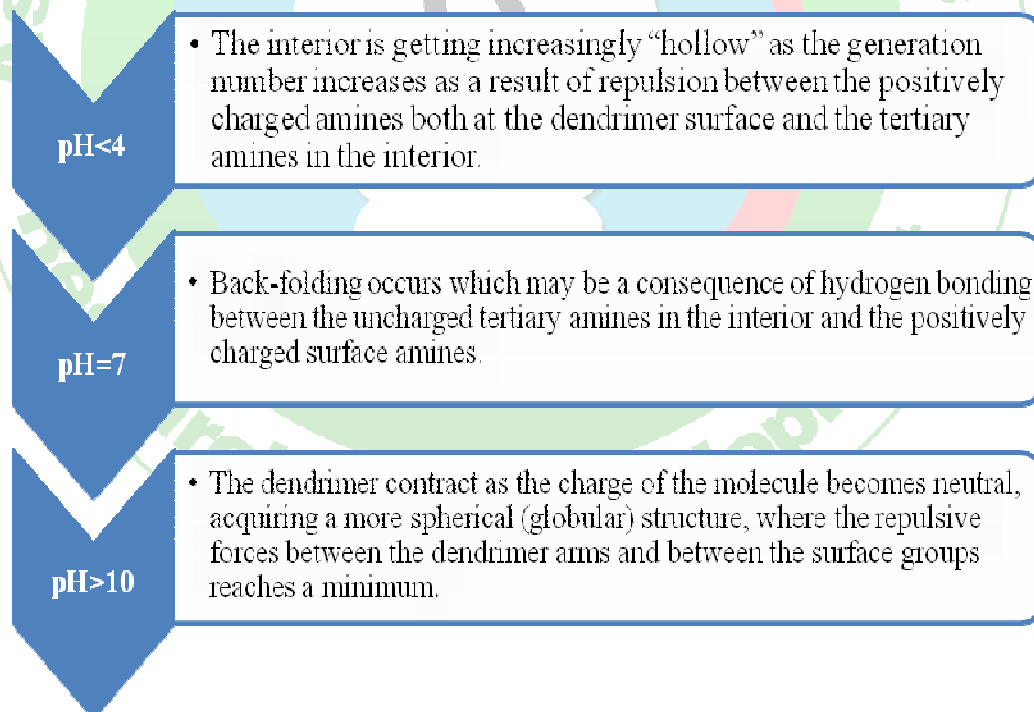 pH<4
• The interior is getting increasingly “hollow” as the generation
number increases as a result of repulsion between the positively
charged amines both at the dendrimer surface and the tertiary
amines in the interior.
pH=7
• Back-folding occurs which may be a consequence of hydrogen bonding
between the uncharged tertiary amines in the interior and the positively
charged surface amines.
pH>10
• The dendrimer contract as the charge of the molecule becomes neutral,
acquiring a more spherical (globular) structure, where the repulsive
forces between the dendrimer arms and between the surface groups
reaches a minimum.